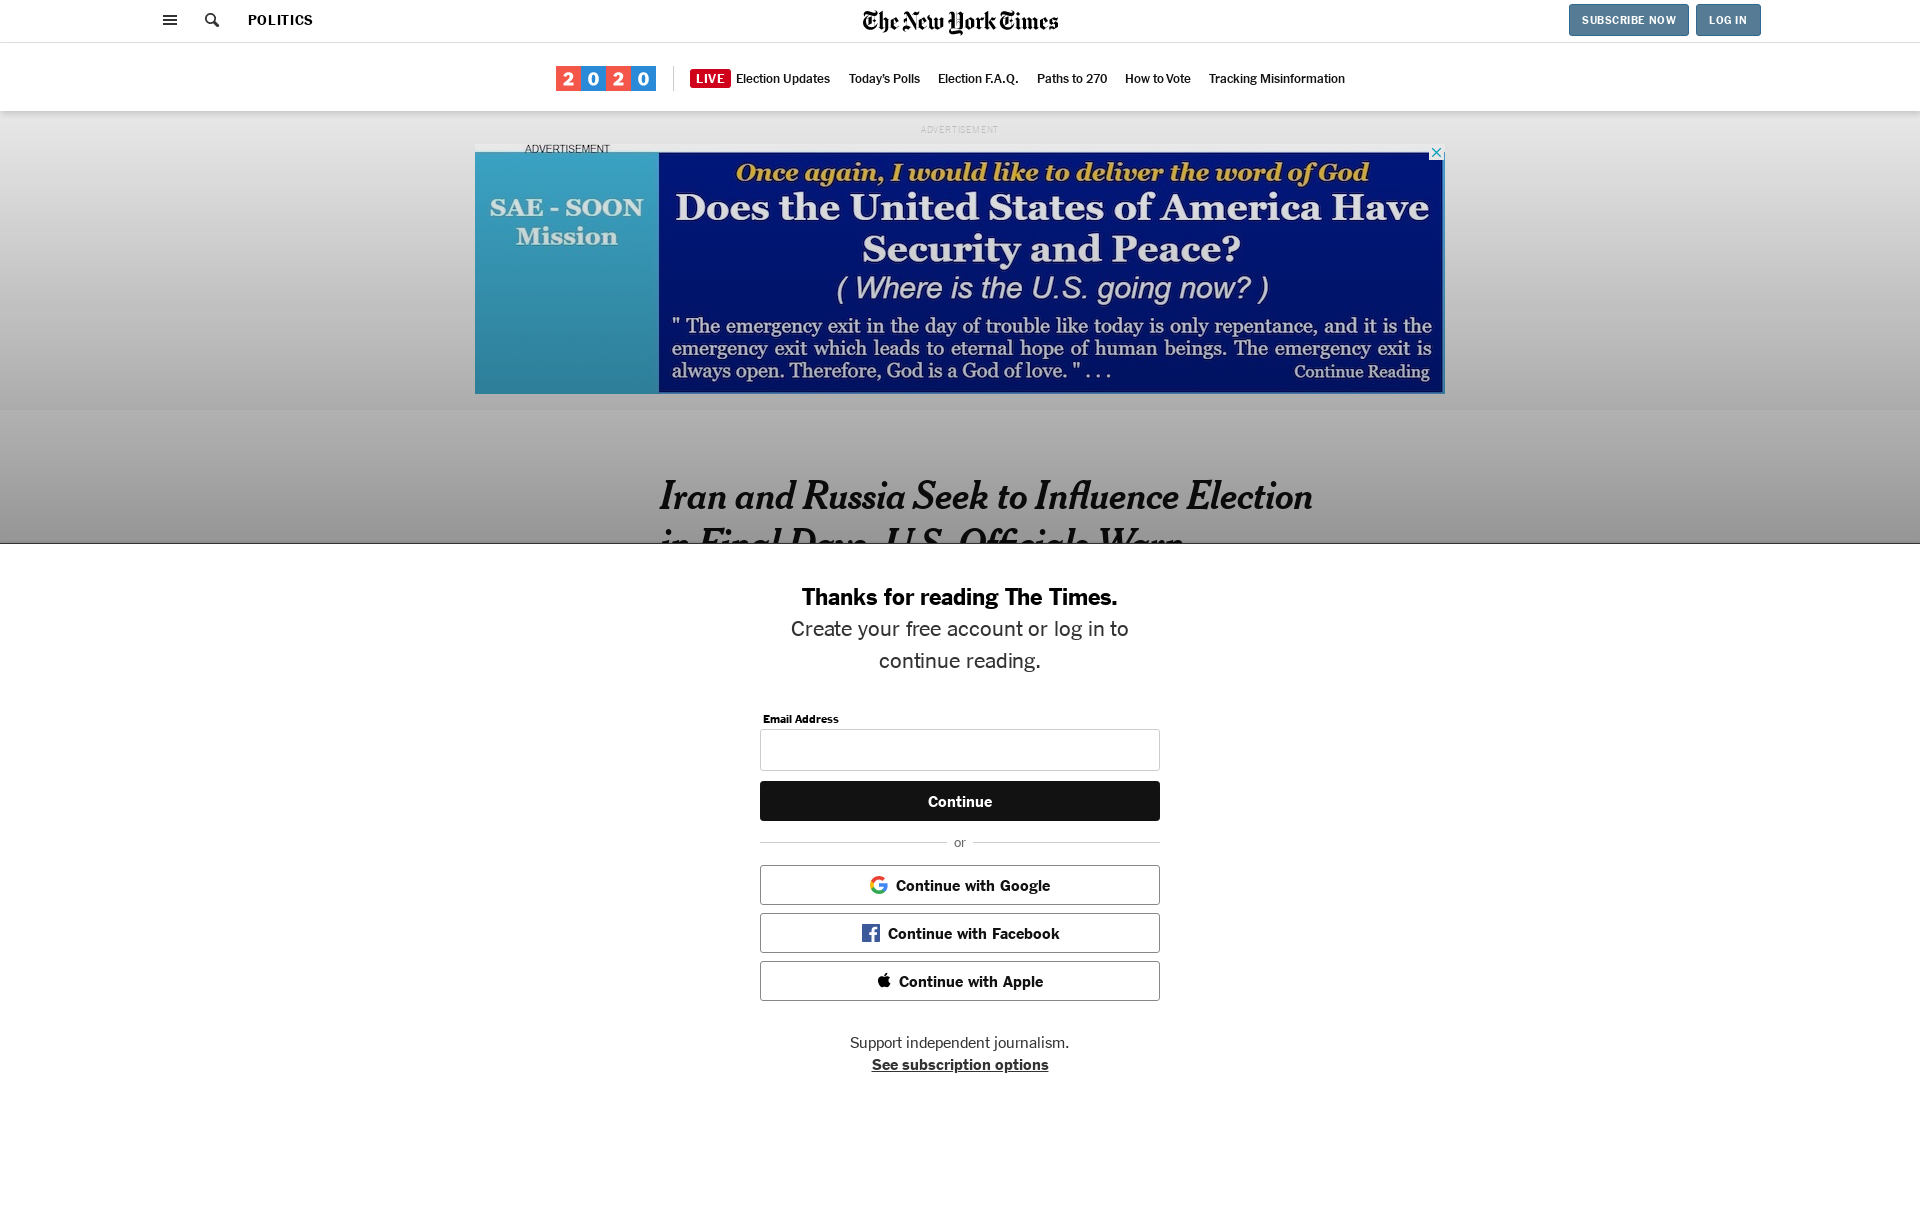 POLITICS
The New York Times
SUBSCRIBE NOW
LOG IN
2020
LIVE Election Updates
Today's Polls
Election F.A.Q.
Paths to 270
How to Vote
Tracking Misinformation
ADVERTISEMENT
ADVERTISEMENT
SAE - SOON
Mission
Once again, I would like to deliver the word of God
Does the United States of America Have
Security and Peace?
( Where is the U.S. going now? )
" The emergency exit in the day of trouble like today is only repentance, and it is the
emergency exit which leads to eternal hope of human beings. The emergency exit is
always open. Therefore, God is a God of love. " . . .
Continue Reading
Iran and Russia Seek to Influence Election
in Final Days, U.S. Officials Warn
Thanks for reading The Times.
Create your free account or log in to
continue reading.
Email Address
Continue
or
Continue with Google
Continue with Facebook
Continue with Apple
Support independent journalism.
See subscription options